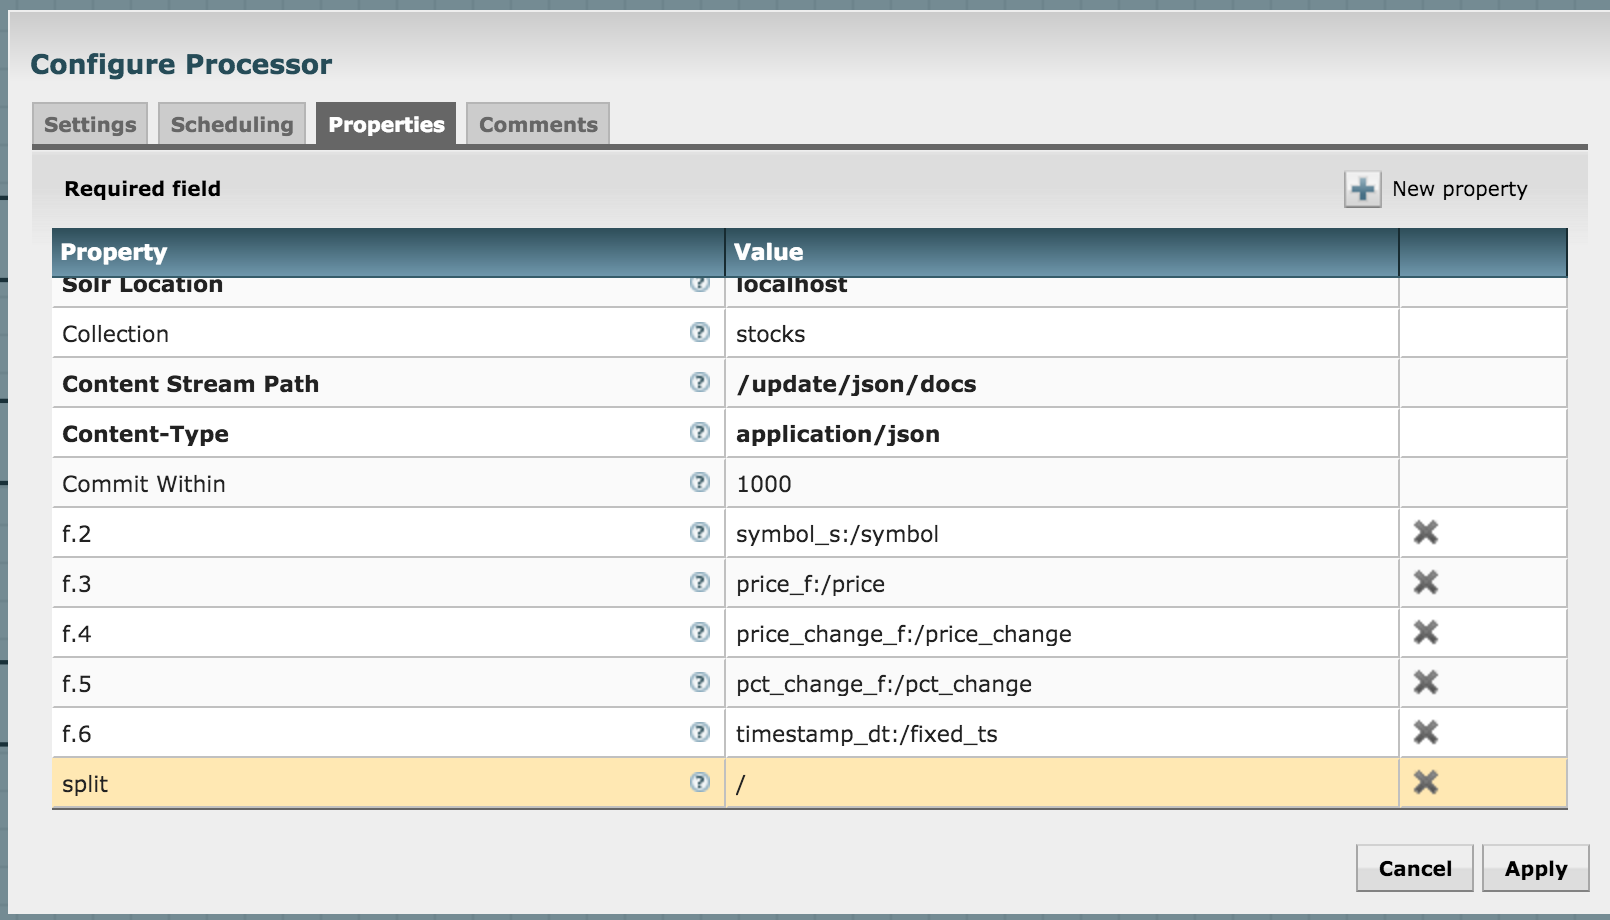 Configure Processor
Settings Scheduling Properties Comments
Required field New property
Property Value
Solr Location ? localhost
Collection ? stocks
Content Stream Path ? /update/json/docs
Content-Type ? application/json
Commit Within ? 1000
f.2 ? symbol_s:/symbol
f.3 ? price_f:/price
f.4 ? price_change_f:/price_change
f.5 ? pct_change_f:/pct_change
f.6 ? timestamp_dt:/fixed_ts
split ? /
Cancel Apply